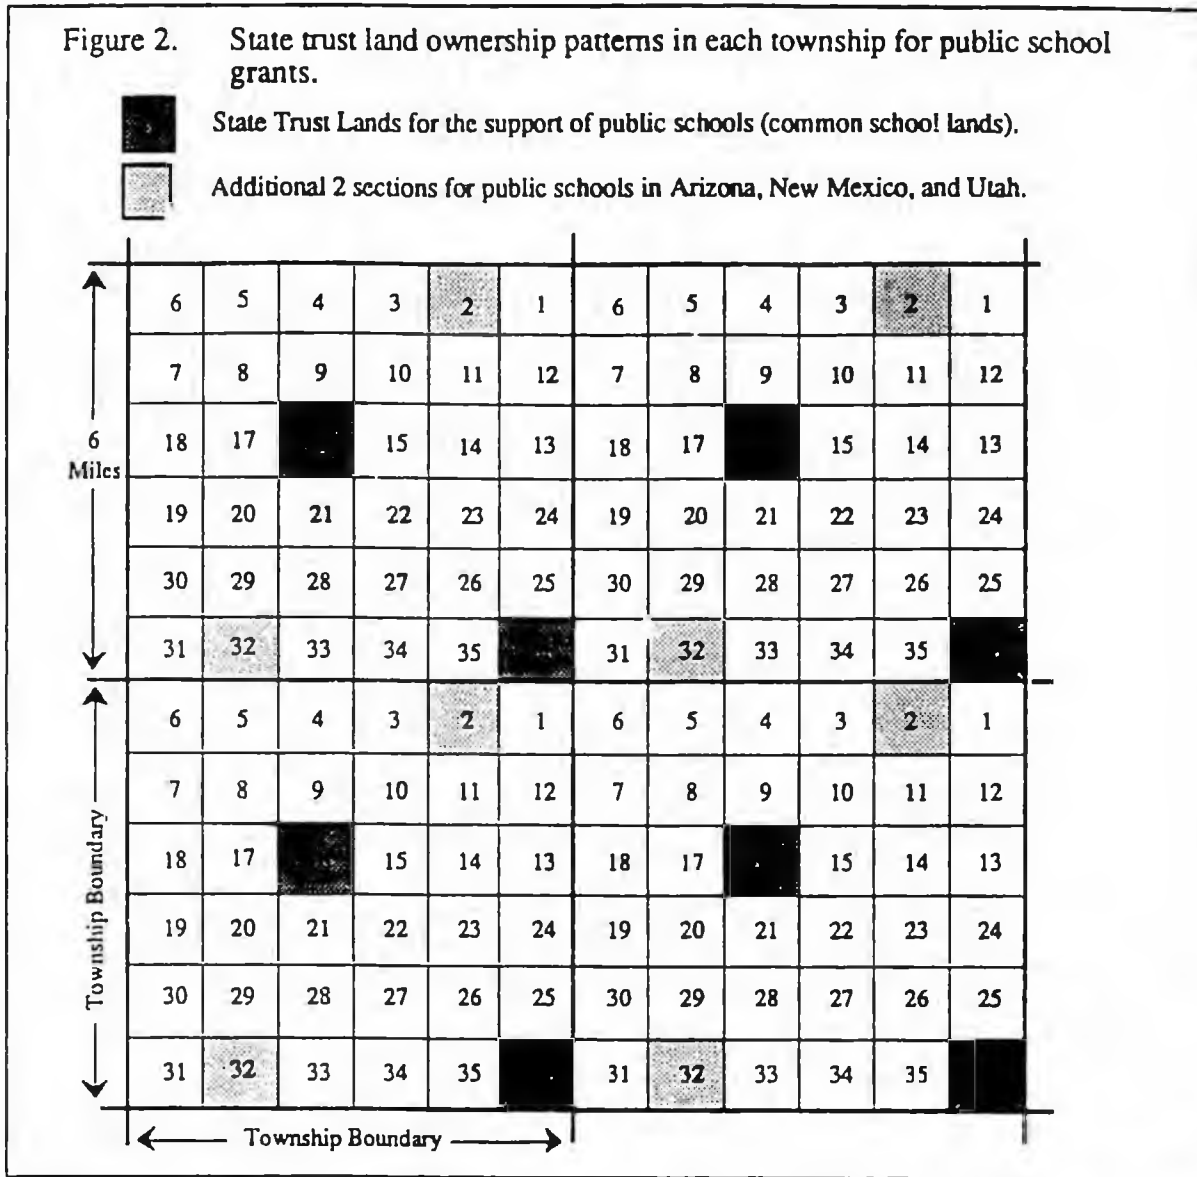 Figure 2. State trust land ownership patterns in each township for public school
grants.
State Trust Lands for the support of public schools (common school lands).
Additional 2 sections for public schools in Arizona, New Mexico, and Utah.
6 5 4 3 2 1 6 5 4 3 2 1
7 8 9 10 11 12 7 8 9 10 11 12
18 17 15 14 13 18 17 15 14 13
6
Miles
19 20 21 22 23 24 19 20 21 22 23 24
30 29 28 27 26 25 30 29 28 27 26 25
31 32 33 34 35 31 32 33 34 35
6 5 4 3 2 1 6 5 4 3 2 1
7 8 9 10 11 12 7 8 9 10 11 12
18 17 15 14 13 18 17 15 14 13
Township Boundary
19 20 21 22 23 24 19 20 21 22 23 24
30 29 28 27 26 25 30 29 28 27 26 25
31 32 33 34 35 31 32 33 34 35
Township Boundary